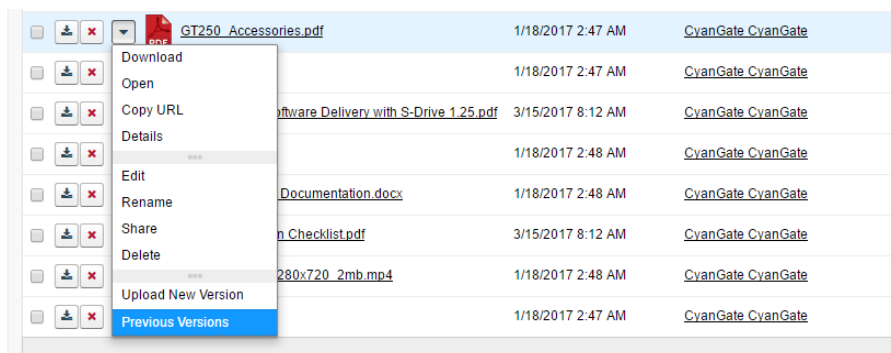 PDF GT250_Accessories.pdf 1/18/2017 2:47 AM CyanGate CyanGate
Download
Open
1/18/2017 2:47 AM CyanGate CyanGate
Copy URL
Software Delivery with S-Drive 1.25.pdf 3/15/2017 8:12 AM CyanGate CyanGate
Details
1/18/2017 2:48 AM CyanGate CyanGate
Edit
Rename
Documentation.docx 1/18/2017 2:48 AM CyanGate CyanGate
Share
n Checklist.pdf 3/15/2017 8:12 AM CyanGate CyanGate
Delete
280x720_2mb.mp4 1/18/2017 2:48 AM CyanGate CyanGate
Upload New Version
Previous Versions
1/18/2017 2:47 AM CyanGate CyanGate